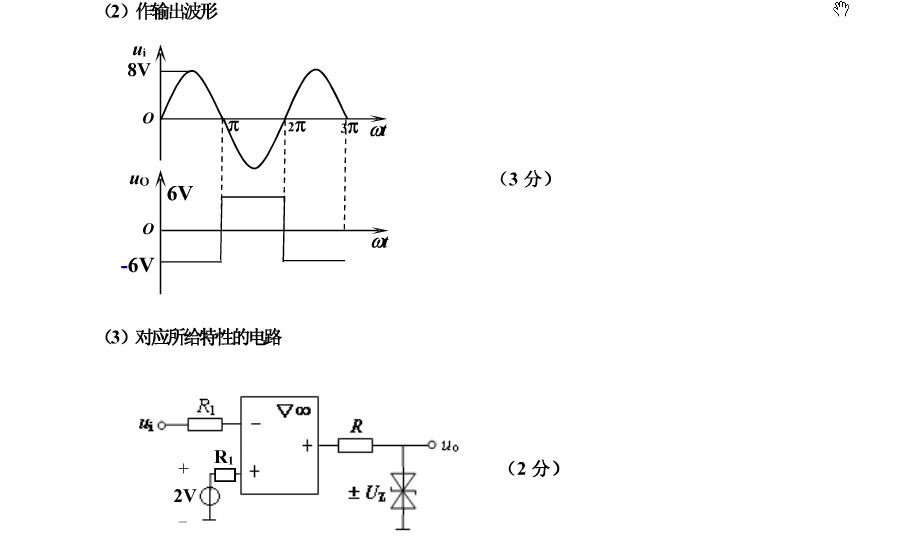 （2）作输出波形
ui
8V
O
π
2π
3π
ωt
uO
6V
（3 分）
O
ωt
-6V
（3）对应所给特性的电路
R1
▽∞
ui
−
R
+
uo
R1
+
+
（2 分）
2V
± UZ
−